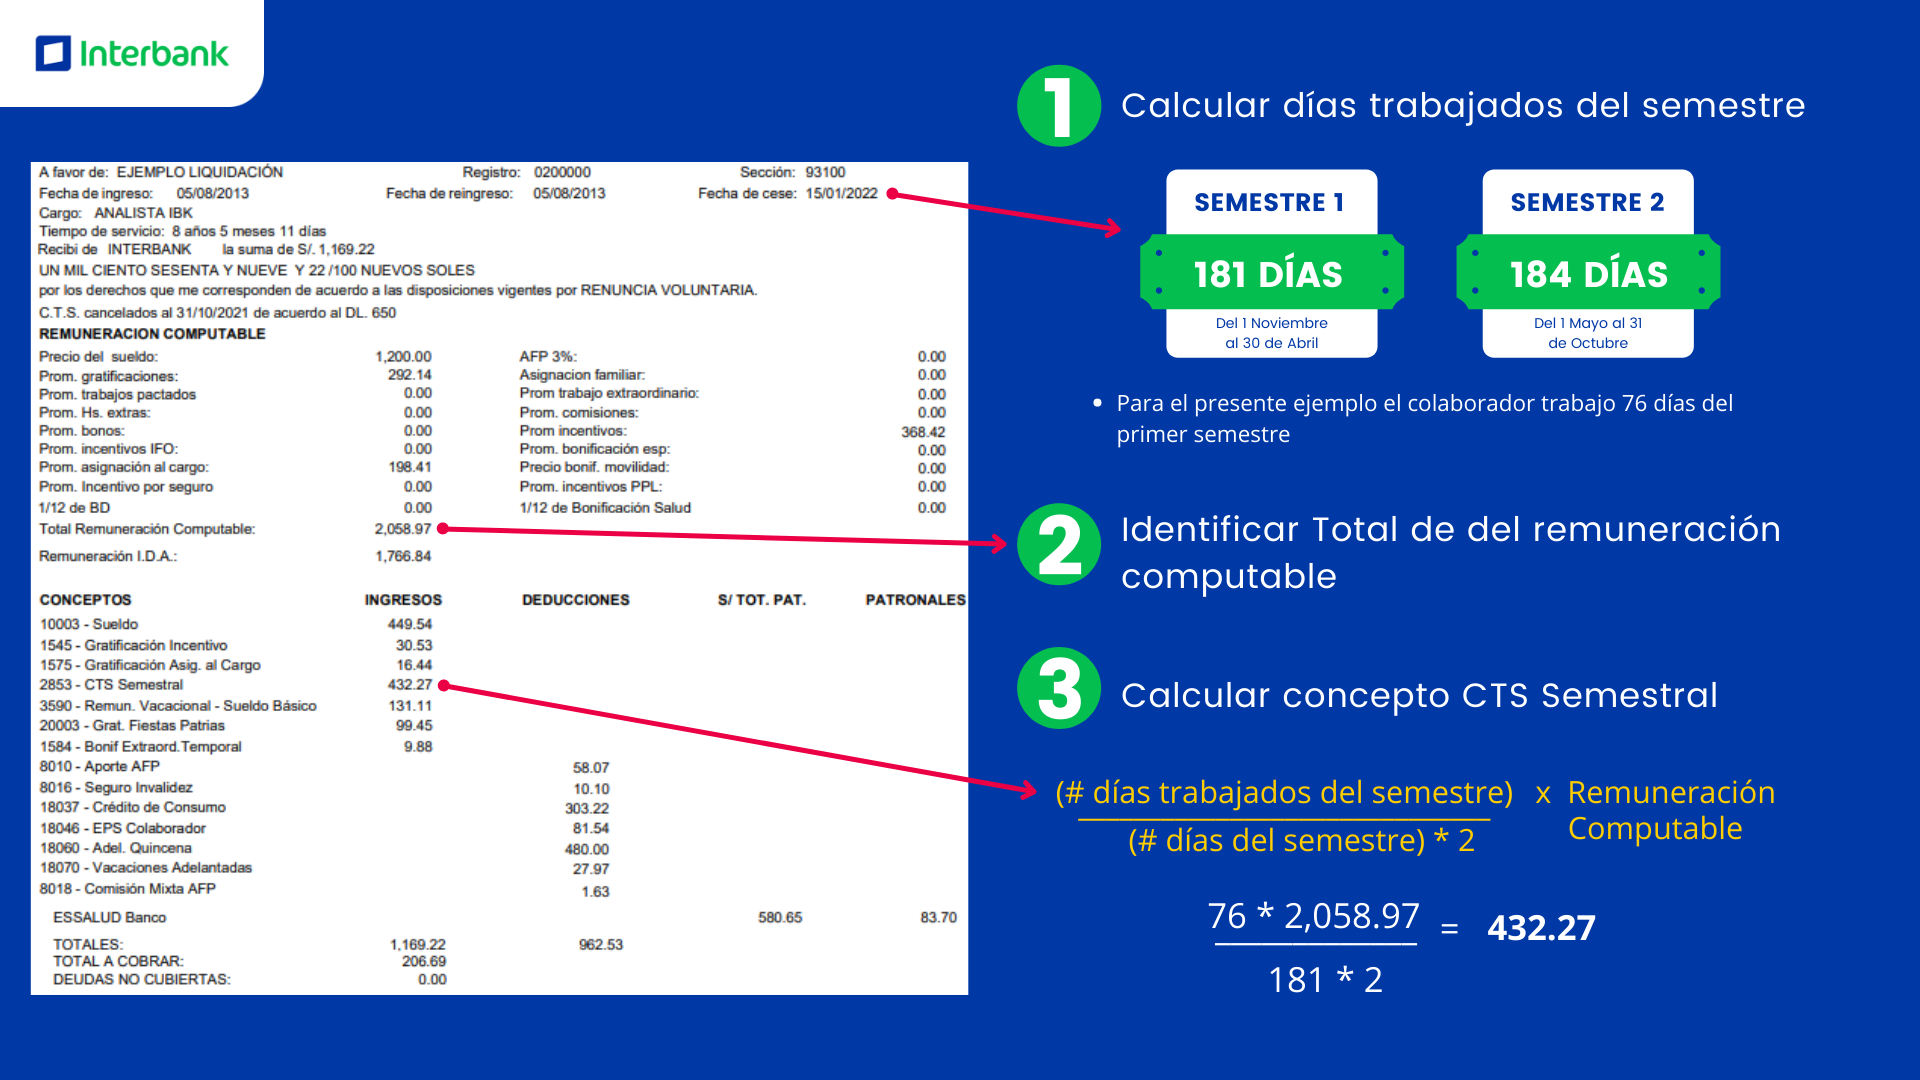 Interbank
A favor de: EJEMPLO LIQUIDACIÓN Registro: 0200000 Sección: 93100
Fecha de ingreso: 05/08/2013 Fecha de reingreso: 05/08/2013 Fecha de cese: 15/01/2022
Cargo: ANALISTA IBK
Tiempo de servicio: 8 años 5 meses 11 días
Recibi de INTERBANK la suma de S/. 1,169.22
UN MIL CIENTO SESENTA Y NUEVE Y 22 /100 NUEVOS SOLES
por los derechos que me corresponden de acuerdo a las disposiciones vigentes por RENUNCIA VOLUNTARIA.
C.T.S. cancelados al 31/10/2021 de acuerdo al DL. 650
REMUNERACION COMPUTABLE
Precio del sueldo: 1,200.00 AFP 3%: 0.00
Prom. gratificaciones: 292.14 Asignacion familiar: 0.00
Prom. trabajos pactados 0.00 Prom trabajo extraordinario: 0.00
Prom. Hs. extras: 0.00 Prom. comisiones: 0.00
Prom. bonos: 0.00 Prom incentivos: 368.42
Prom. incentivos IFO: 0.00 Prom. bonificación esp: 0.00
Prom. asignación al cargo: 198.41 Precio bonif. movilidad: 0.00
Prom. Incentivo por seguro 0.00 Prom. incentivos PPL: 0.00
1/12 de BD 0.00 1/12 de Bonificación Salud 0.00
Total Remuneración Computable: 2,058.97
Remuneración I.D.A.: 1,766.84
CONCEPTOS INGRESOS DEDUCCIONES S/ TOT. PAT. PATRONALES
10003 - Sueldo 449.54
1545 - Gratificación Incentivo 30.53
1575 - Gratificación Asig. al Cargo 16.44
2853 - CTS Semestral 432.27
3590 - Remun. Vacacional - Sueldo Básico 131.11
20003 - Grat. Fiestas Patrias 99.45
1584 - Bonif Extraord.Temporal 9.88
8010 - Aporte AFP 58.07
8016 - Seguro Invalidez 10.10
18037 - Crédito de Consumo 303.22
18046 - EPS Colaborador 81.54
18060 - Adel. Quincena 480.00
18070 - Vacaciones Adelantadas 27.97
8018 - Comisión Mixta AFP 1.63
ESSALUD Banco 580.65 83.70
TOTALES: 1,169.22 962.53
TOTAL A COBRAR: 206.69
DEUDAS NO CUBIERTAS: 0.00
1 Calcular días trabajados del semestre
SEMESTRE 1
181 DÍAS
Del 1 Noviembre
al 30 de Abril
SEMESTRE 2
184 DÍAS
Del 1 Mayo al 31
de Octubre
• Para el presente ejemplo el colaborador trabajo 76 días del
primer semestre
2 Identificar Total de del remuneración
computable
3 Calcular concepto CTS Semestral
(# días trabajados del semestre) x Remuneración
Computable
(# días del semestre) * 2
76 * 2,058.97 = 432.27
181 * 2